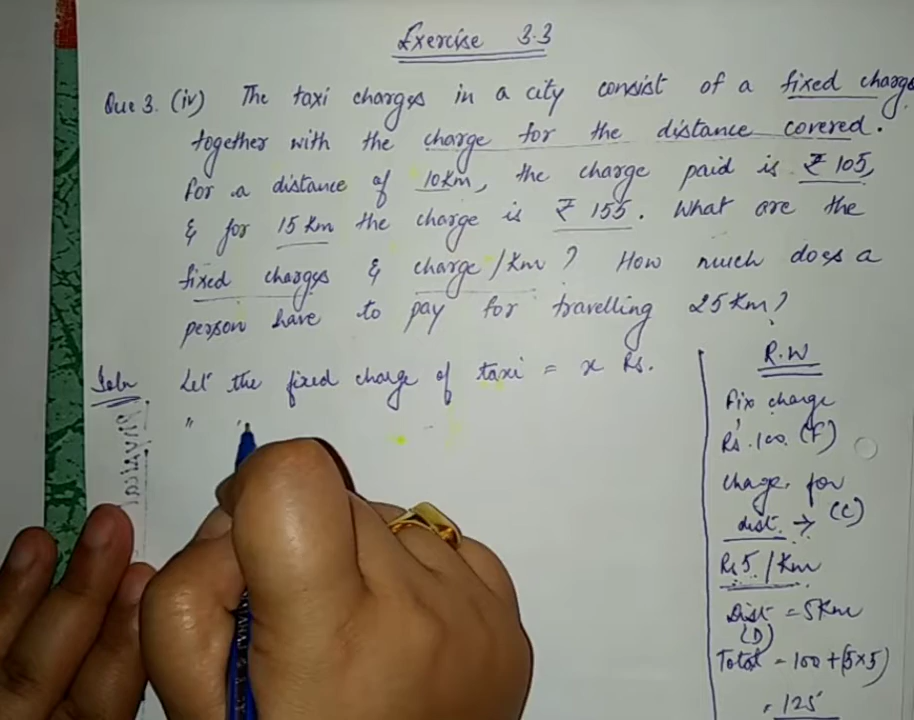 Exercise 3.3
Que 3. (iv) The taxi charges in a city consist of a fixed charge
together with the charge for the distance covered.
For a distance of 10Km, the charge paid is ₹ 105,
& for 15 Km the charge is ₹ 155. What are the
fixed charges & charge/Km? How much does a
person have to pay for travelling 25Km?
Soln Let the fixed charge of taxi = x Rs.
" "
R.W
Fix charge
Rs.100. (F)
Charge for
dist. → (C)
Rs 5./Km
Dist = 5Km
(D)
Total = 100+(5×5)
= 125